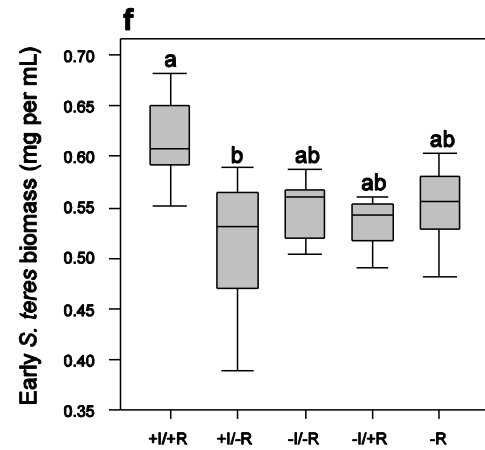 f
Early S. teres biomass (mg per mL)
0.70
0.65
0.60
0.55
0.50
0.45
0.40
0.35
a
b
ab
ab
ab
+I/+R
+I/-R
-I/-R
-I/+R
-R